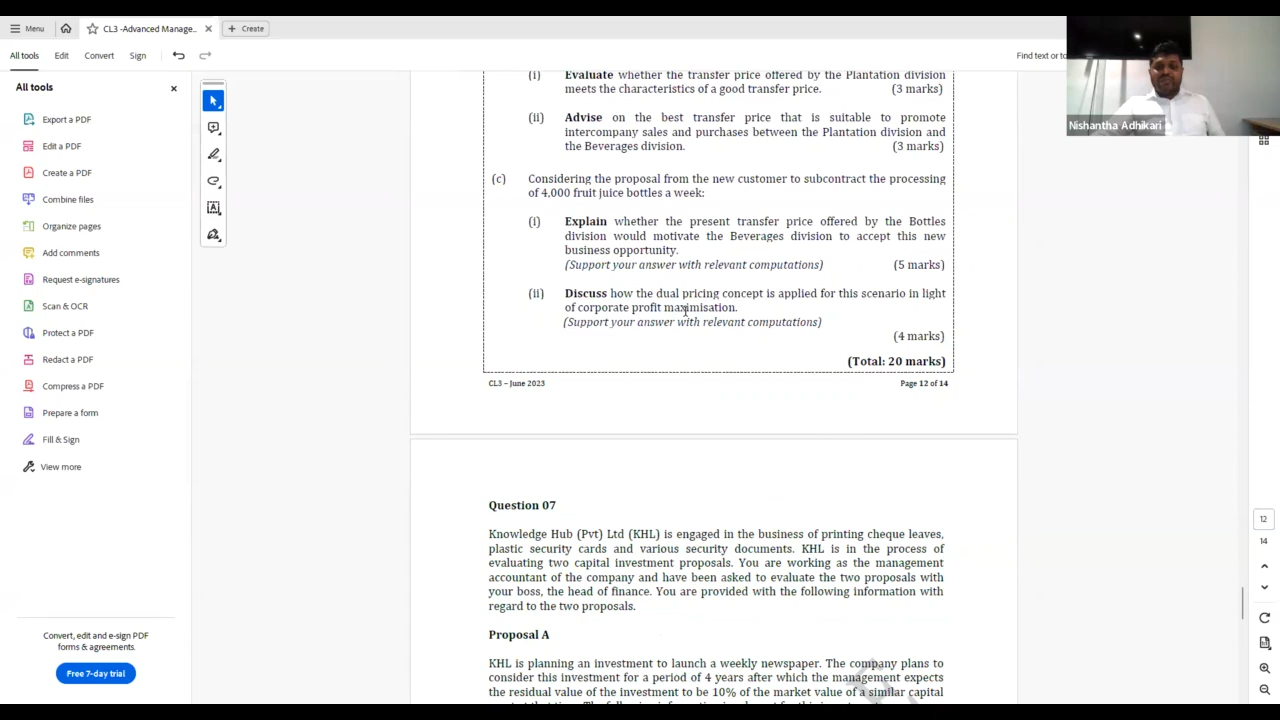 Menu
CL3 -Advanced Manage...
Create
All tools
Edit
Convert
Sign
Find text or to
All tools
Export a PDF
Edit a PDF
Create a PDF
Combine files
Organize pages
Add comments
Request e-signatures
Scan & OCR
Protect a PDF
Redact a PDF
Compress a PDF
Prepare a form
Fill & Sign
View more
Convert, edit and e-sign PDF
forms & agreements.
Free 7-day trial
(i) Evaluate whether the transfer price offered by the Plantation division
meets the characteristics of a good transfer price. (3 marks)
(ii) Advise on the best transfer price that is suitable to promote
intercompany sales and purchases between the Plantation division and
the Beverages division. (3 marks)
(c) Considering the proposal from the new customer to subcontract the processing
of 4,000 fruit juice bottles a week:
(i) Explain whether the present transfer price offered by the Bottles
division would motivate the Beverages division to accept this new
business opportunity.
(Support your answer with relevant computations) (5 marks)
(ii) Discuss how the dual pricing concept is applied for this scenario in light
of corporate profit maximisation.
(Support your answer with relevant computations)
(4 marks)
(Total: 20 marks)
CL3 – June 2023 Page 12 of 14
Question 07
Knowledge Hub (Pvt) Ltd (KHL) is engaged in the business of printing cheque leaves,
plastic security cards and various security documents. KHL is in the process of
evaluating two capital investment proposals. You are working as the management
accountant of the company and have been asked to evaluate the two proposals with
your boss, the head of finance. You are provided with the following information with
regard to the two proposals.
Proposal A
KHL is planning an investment to launch a weekly newspaper. The company plans to
consider this investment for a period of 4 years after which the management expects
the residual value of the investment to be 10% of the market value of a similar capital
Nishantha Adhikari
12
14